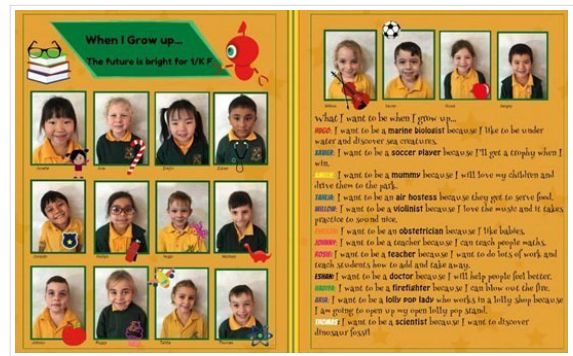 When I Grow up...
The future is bright for 1/K F
What I want to be when I grow up...
HUGO: I want to be a marine biologist because I like to be under
water and discover sea creatures.
XAVIER: I want to be a soccer player because I'll get a trophy when I
win.
I want to be a mummy because I will love my children and
drive them to the park.
I want to be an air hostess because they get to serve food.
WILLOW: I want to be a violinist because I love the music and it takes
practice to sound nice.
I want to be an obstetrician because I like babies.
JOHNNY: I want to be a teacher because I can teach people maths.
ROSIE: I want to be a teacher because I want to do lots of work and
teach students how to add and take away.
ESHAN: I want to be a doctor because I will help people feel better.
I want to be a firefighter because I can blow out the fire.
ARIA: I want to be a lolly pop lady who works in a lolly shop because
I am going to open up my own lolly pop stand.
THOMAS: I want to be a scientist because I want to discover
dinosaur fossil